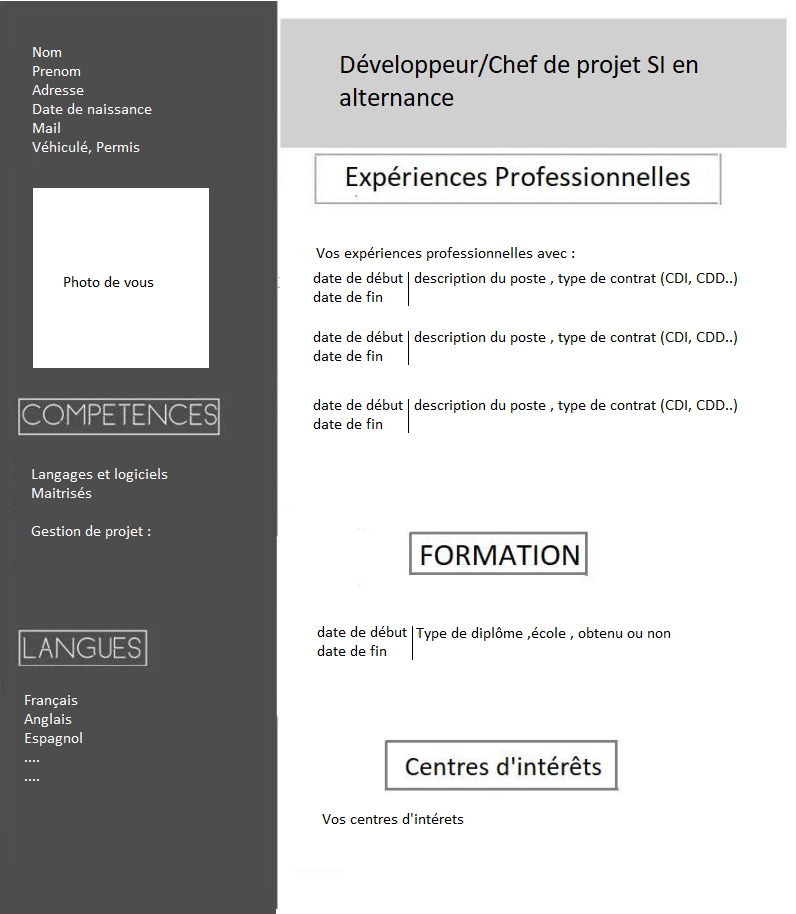 Nom
Prenom
Adresse
Date de naissance
Mail
Véhiculé, Permis
Photo de vous
COMPETENCES
Langages et logiciels
Maitrisés
Gestion de projet :
LANGUES
Français
Anglais
Espagnol
....
....
Développeur/Chef de projet SI en
alternance
Expériences Professionnelles
Vos expériences professionnelles avec :
date de début description du poste , type de contrat (CDI, CDD..)
date de fin
date de début description du poste , type de contrat (CDI, CDD..)
date de fin
date de début description du poste , type de contrat (CDI, CDD..)
date de fin
FORMATION
date de début Type de diplôme ,école , obtenu ou non
date de fin
Centres d'intérêts
Vos centres d'intérets